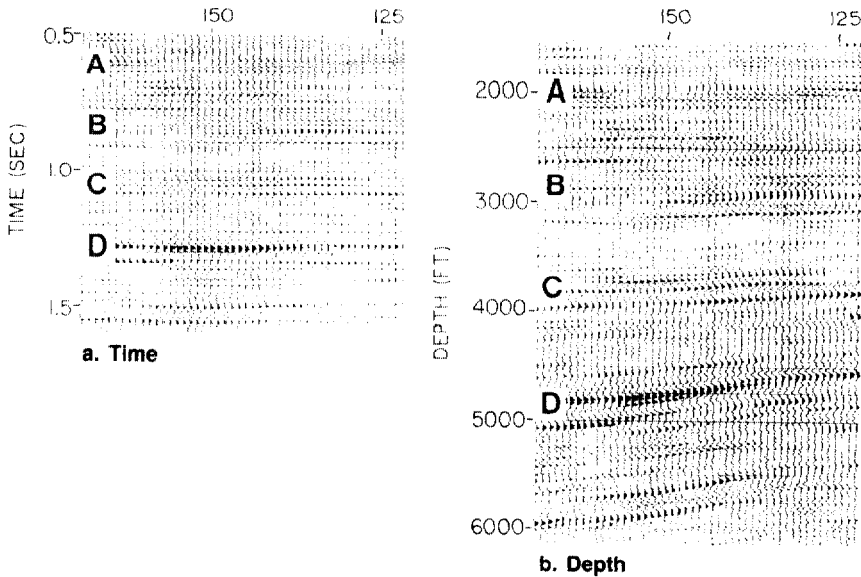 150 125
0.5
A
B
1.0
C
D
1.5
TIME (SEC)
a. Time
150 125
2000
A
B
3000
C
4000
D
5000
6000
DEPTH (FT)
b. Depth